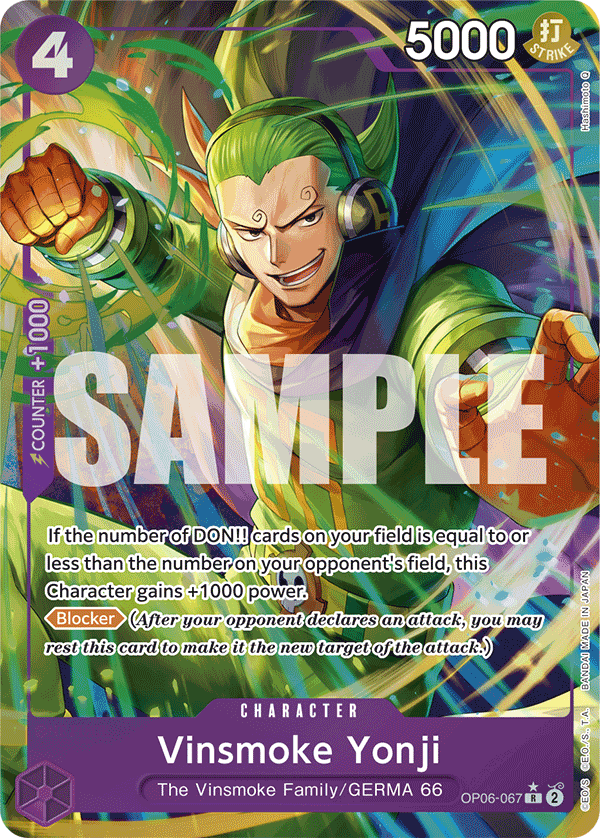 4
5000
打
STRIKE
Hashimoto Q
COUNTER +1000
SAMPLE
If the number of DON!! cards on your field is equal to or
less than the number on your opponent's field, this
Character gains +1000 power.
Blocker (After your opponent declares an attack, you may
rest this card to make it the new target of the attack.)
CHARACTER
Vinsmoke Yonji
The Vinsmoke Family/GERMA 66
OP06-067 R 2
©EO/S ©E.O./S.,T.A. BANDAI MADE IN JAPAN